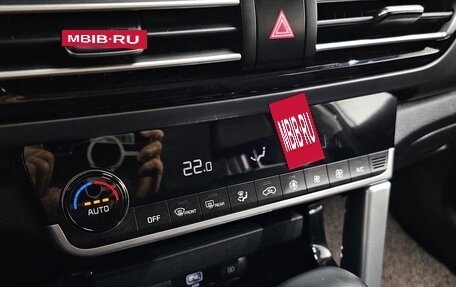 MBIB·RU
22.0
MBIB·RU
AUTO
OFF
FRONT
REAR
A/C